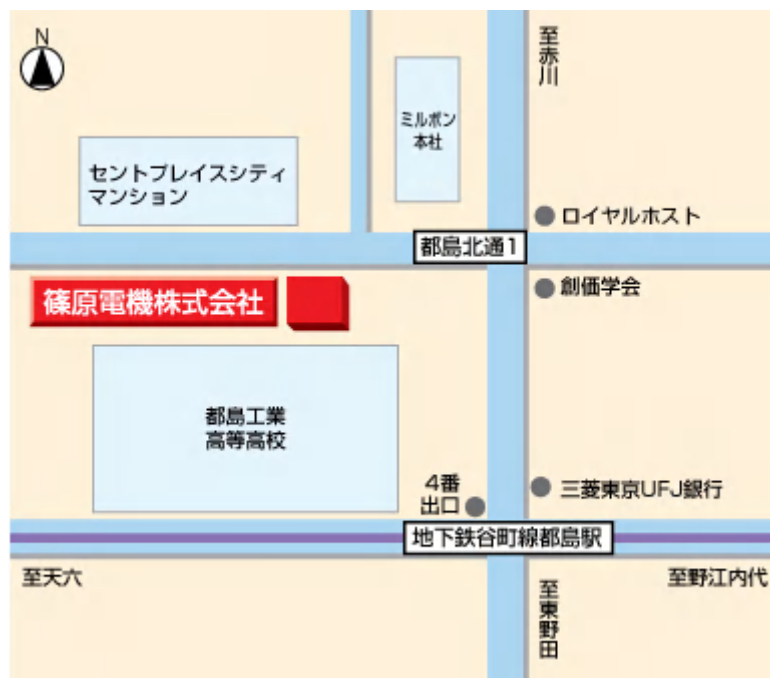 N
至赤川
ミルボン
本社
セントプレイスシティ
マンション
ロイヤルホスト
都島北通1
篠原電機株式会社
創価学会
都島工業
高等高校
4番
出口
三菱東京UFJ銀行
地下鉄谷町線都島駅
至天六
至野江内代
至東野田